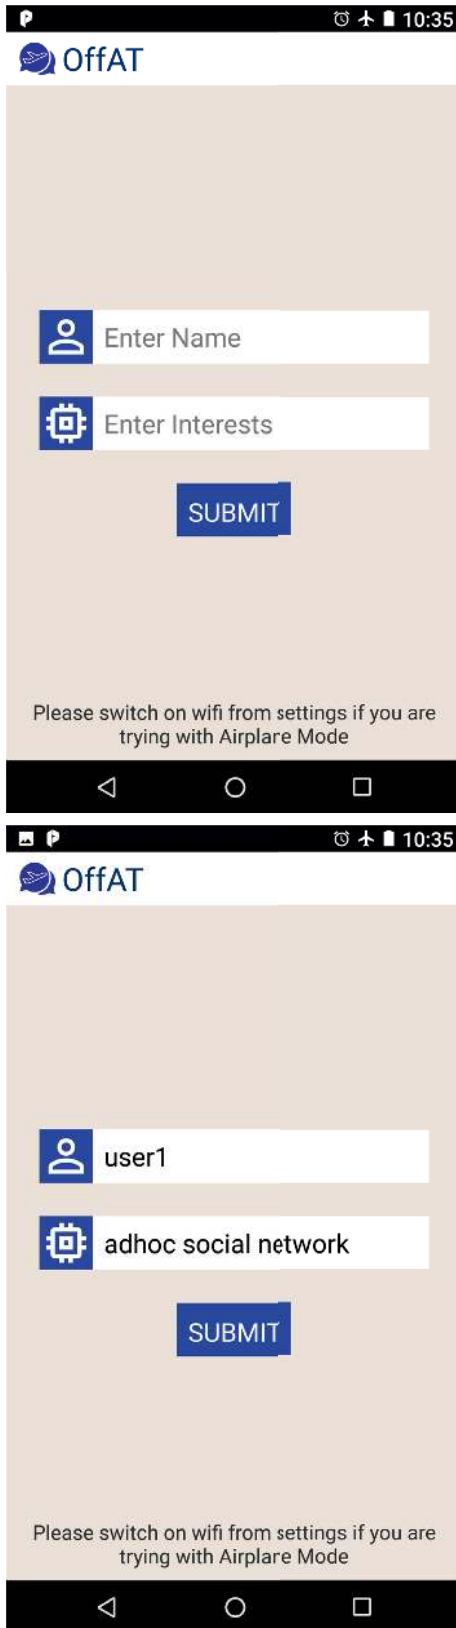 10:35
OffAT
Enter Name
Enter Interests
SUBMIT
Please switch on wifi from settings if you are
trying with Airplare Mode
10:35
OffAT
user1
adhoc social network
SUBMIT
Please switch on wifi from settings if you are
trying with Airplare Mode